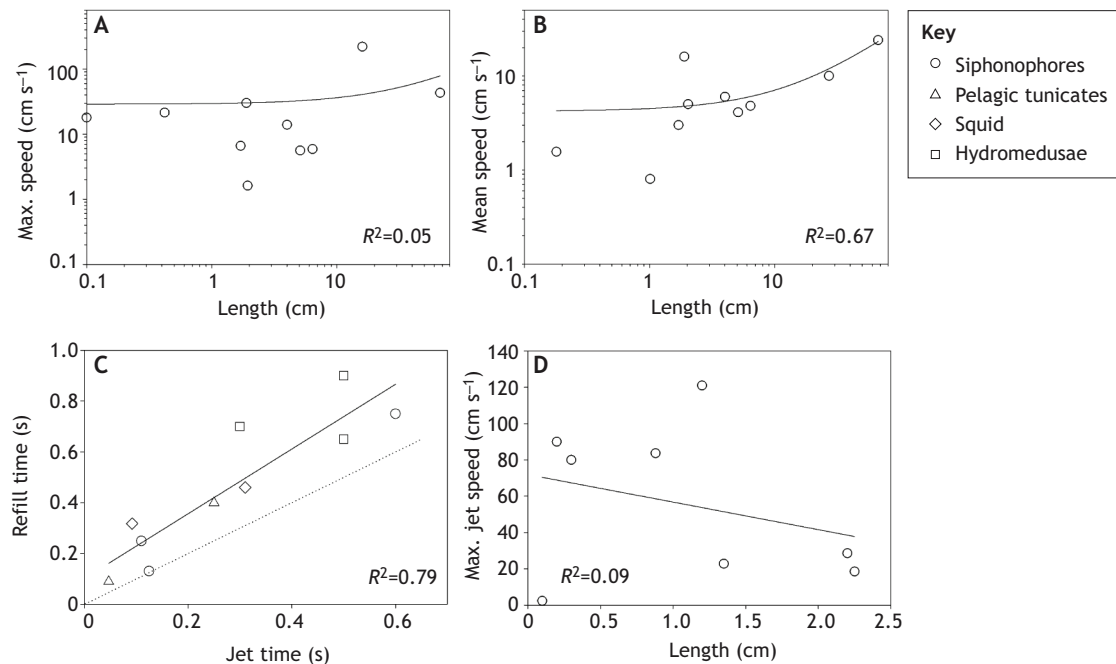 A
Max. speed (cm s−1)
100
10
1
0.1
0.1
1
10
Length (cm)
R2=0.05
B
Mean speed (cm s−1)
10
1
0.1
0.1
1
10
Length (cm)
R2=0.67
Key
Siphonophores
Pelagic tunicates
Squid
Hydromedusae
C
Refill time (s)
1.0
0.8
0.6
0.4
0.2
0
0
0.2
0.4
0.6
Jet time (s)
R2=0.79
D
Max. jet speed (cm s−1)
140
120
100
80
60
40
20
0
0
0.5
1.0
1.5
2.0
2.5
Length (cm)
R2=0.09